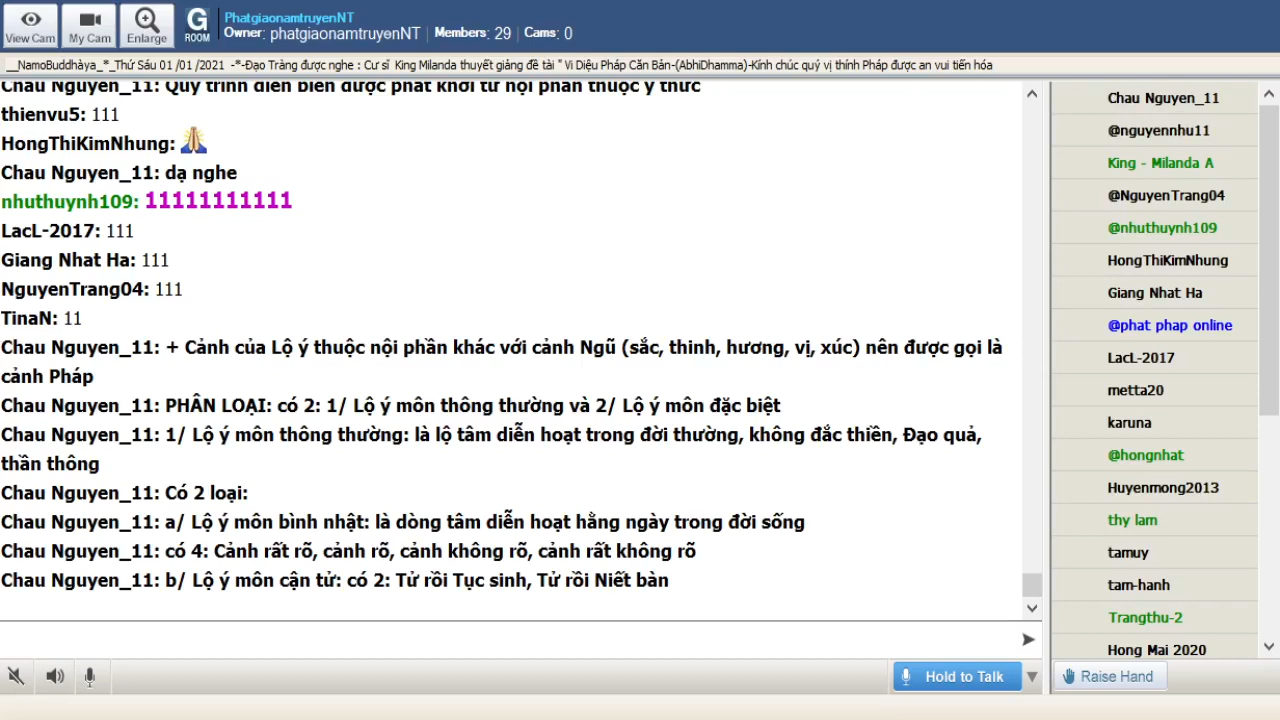 View Cam
My Cam
Enlarge
G
ROOM
PhatgiaonamtruyenNT
Owner: phatgiaonamtruyenNT | Members: 29 | Cams: 0
__NamoBuddhàya_*_Thứ Sáu 01 /01 /2021 -*-Đạo Tràng được nghe : Cư sĩ King Milanda thuyết giảng đề tài " Vi Diệu Pháp Căn Bản-(AbhiDhamma)-Kính chúc quý vị thính Pháp được an vui tiến hóa
Chau Nguyen_11: Quy trình diễn biến được phát khởi từ nội phần thuộc ý thức
thienvu5: 111
HongThiKimNhung:
Chau Nguyen_11: dạ nghe
nhuthuynh109: 11111111111
LacL-2017: 111
Giang Nhat Ha: 111
NguyenTrang04: 111
TinaN: 11
Chau Nguyen_11: + Cảnh của Lộ ý thuộc nội phần khác với cảnh Ngũ (sắc, thinh, hương, vị, xúc) nên được gọi là
cảnh Pháp
Chau Nguyen_11: PHÂN LOẠI: có 2: 1/ Lộ ý môn thông thường và 2/ Lộ ý môn đặc biệt
Chau Nguyen_11: 1/ Lộ ý môn thông thường: là lộ tâm diễn hoạt trong đời thường, không đắc thiền, Đạo quả,
thần thông
Chau Nguyen_11: Có 2 loại:
Chau Nguyen_11: a/ Lộ ý môn bình nhật: là dòng tâm diễn hoạt hằng ngày trong đời sống
Chau Nguyen_11: có 4: Cảnh rất rõ, cảnh rõ, cảnh không rõ, cảnh rất không rõ
Chau Nguyen_11: b/ Lộ ý môn cận tử: có 2: Tử rồi Tục sinh, Tử rồi Niết bàn
Hold to Talk
Chau Nguyen_11
@nguyennhu11
King - Milanda A
@NguyenTrang04
@nhuthuynh109
HongThiKimNhung
Giang Nhat Ha
@phat phap online
LacL-2017
metta20
karuna
@hongnhat
Huyenmong2013
thy lam
tamuy
tam-hanh
Trangthu-2
Hong Mai 2020
Raise Hand